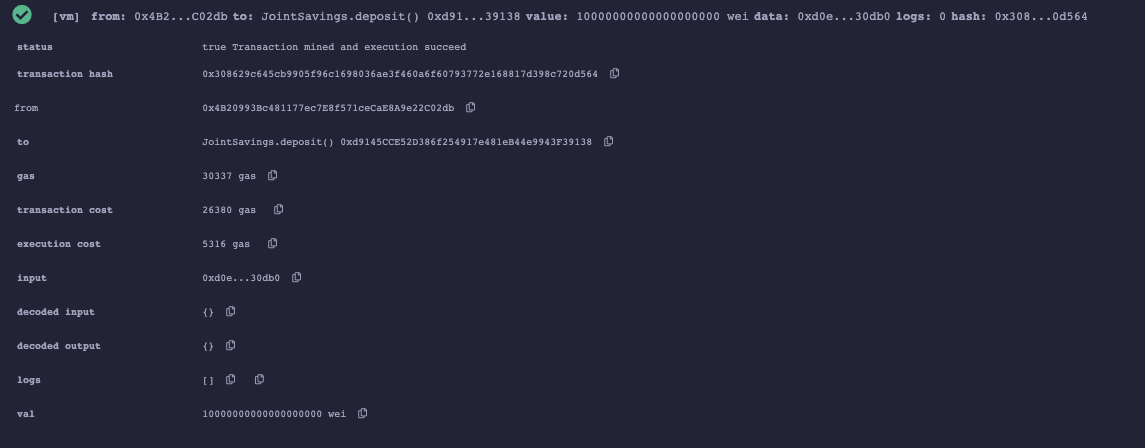 [vm] from: 0x4B2...C02db to: JointSavings.deposit() 0xd91...39138 value: 10000000000000000000 wei data: 0xd0e...30db0 logs: 0 hash: 0x308...0d564
status true Transaction mined and execution succeed
transaction hash 0x308629c645cb9905f96c1698036ae3f460a6f60793772e168817d398c720d564
from 0x4B20993Bc481177ec7E8f571ceCaE8A9e22C02db
to JointSavings.deposit() 0xd9145CCE52D386f254917e481eB44e9943F39138
gas 30337 gas
transaction cost 26380 gas
execution cost 5316 gas
input 0xd0e...30db0
decoded input {}
decoded output {}
logs []
val 10000000000000000000 wei